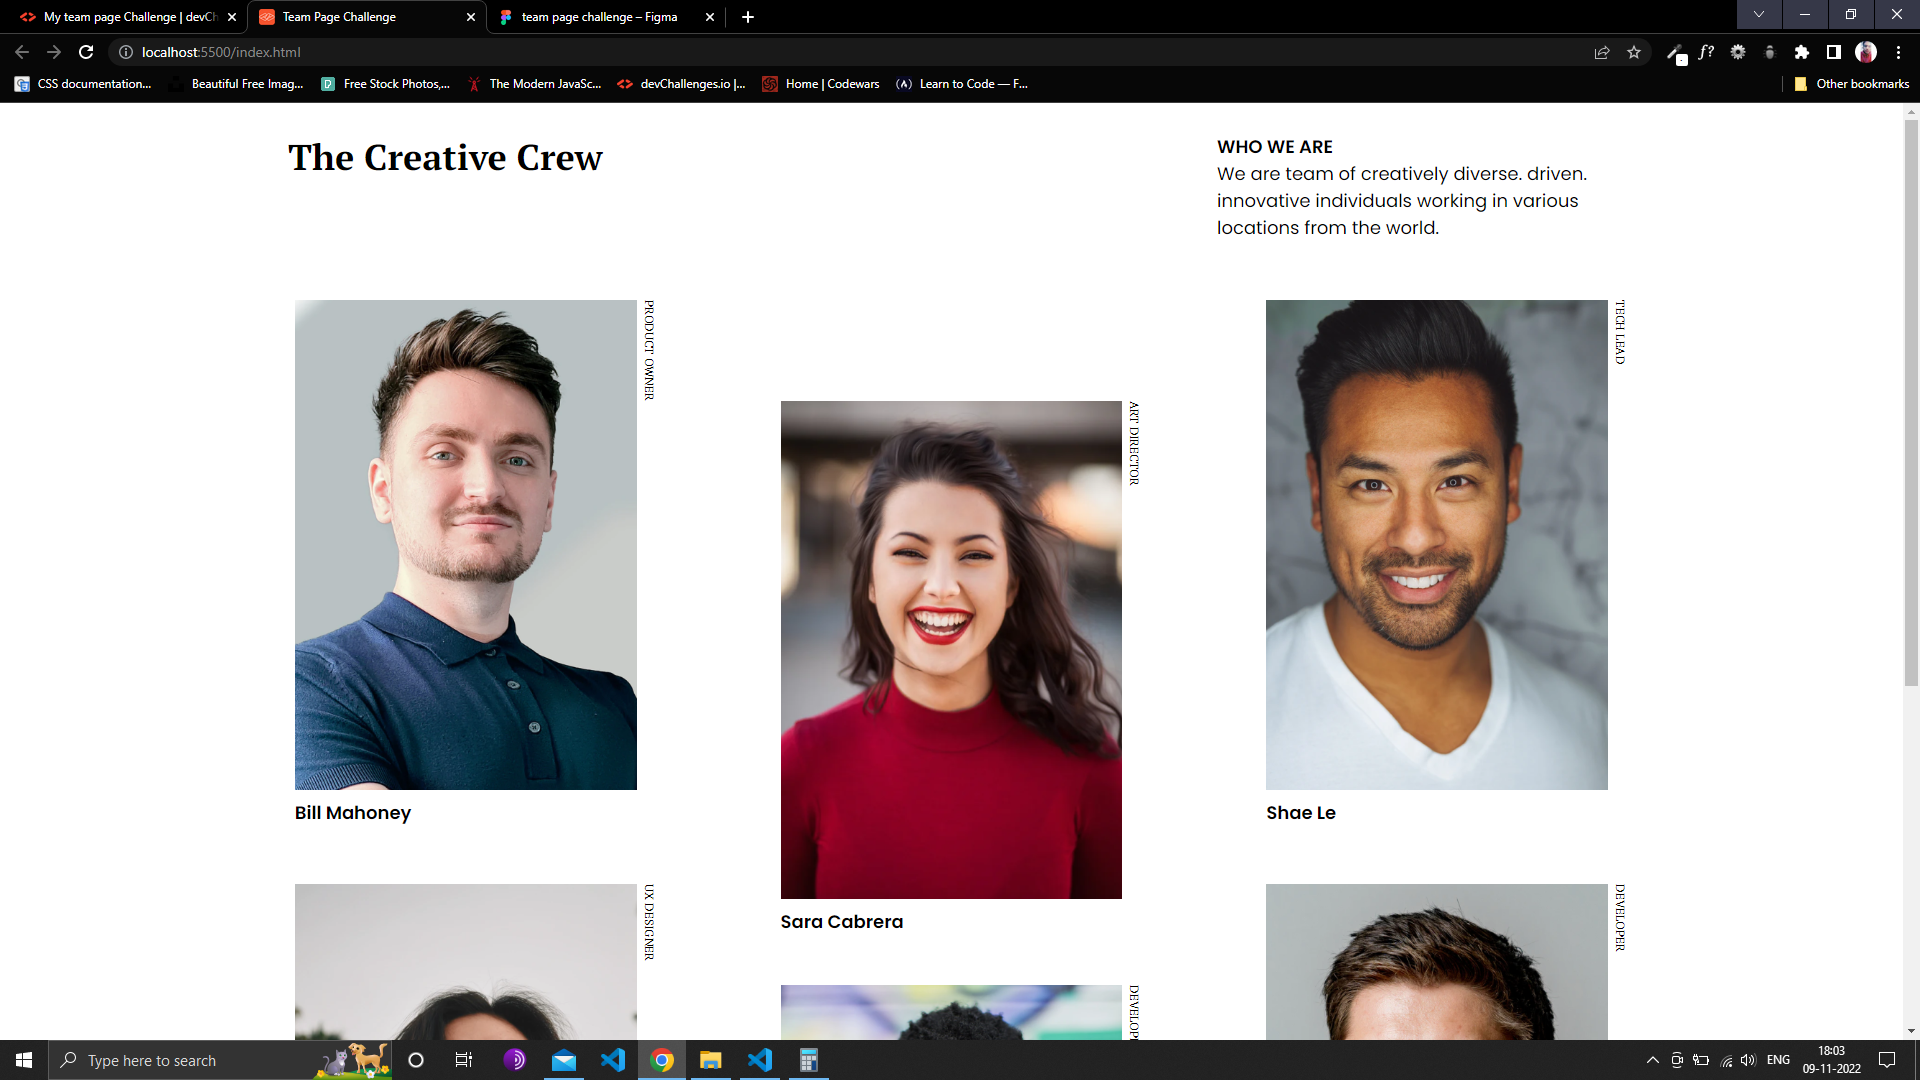 My team page Challenge | devCh
Team Page Challenge
team page challenge – Figma
localhost:5500/index.html
f?
CSS documentation...
Beautiful Free Imag...
Free Stock Photos,...
The Modern JavaSc...
devChallenges.io |...
Home | Codewars
Learn to Code — F...
Other bookmarks
The Creative Crew
WHO WE ARE
We are team of creatively diverse. driven.
innovative individuals working in various
locations from the world.
PRODUCT OWNER
Bill Mahoney
ART DIRECTOR
Sara Cabrera
TECH LEAD
Shae Le
UX DESIGNER
DEVELOP
DEVELOPER
Type here to search
ENG
18:03
09-11-2022